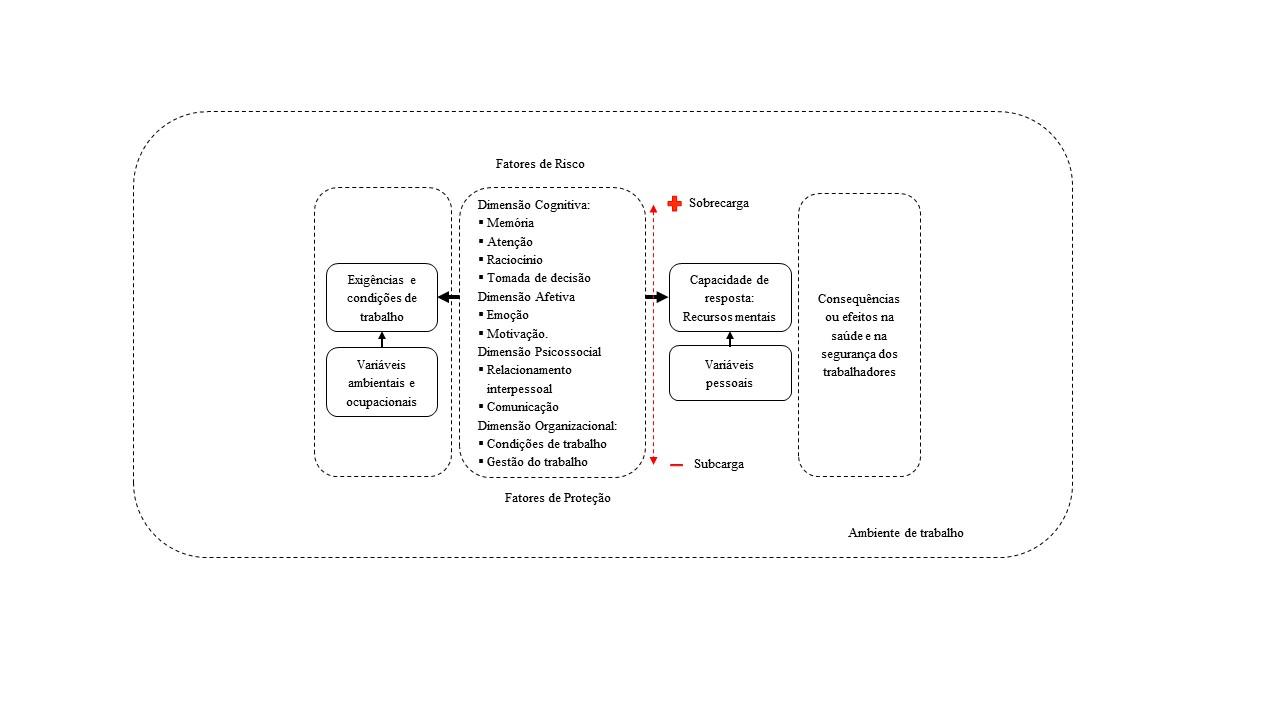 Fatores de Risco
Exigências e
condições de
trabalho
Variáveis
ambientais e
ocupacionais
Dimensão Cognitiva:
▪ Memória
▪ Atenção
▪ Raciocínio
▪ Tomada de decisão
Dimensão Afetiva
▪ Emoção
▪ Motivação.
Dimensão Psicossocial
▪ Relacionamento
interpessoal
▪ Comunicação
Dimensão Organizacional:
▪ Condições de trabalho
▪ Gestão do trabalho
Fatores de Proteção
Sobrecarga
Capacidade de
resposta:
Recursos mentais
Variáveis
pessoais
Subcarga
Consequências
ou efeitos na
saúde e na
segurança dos
trabalhadores
Ambiente de trabalho